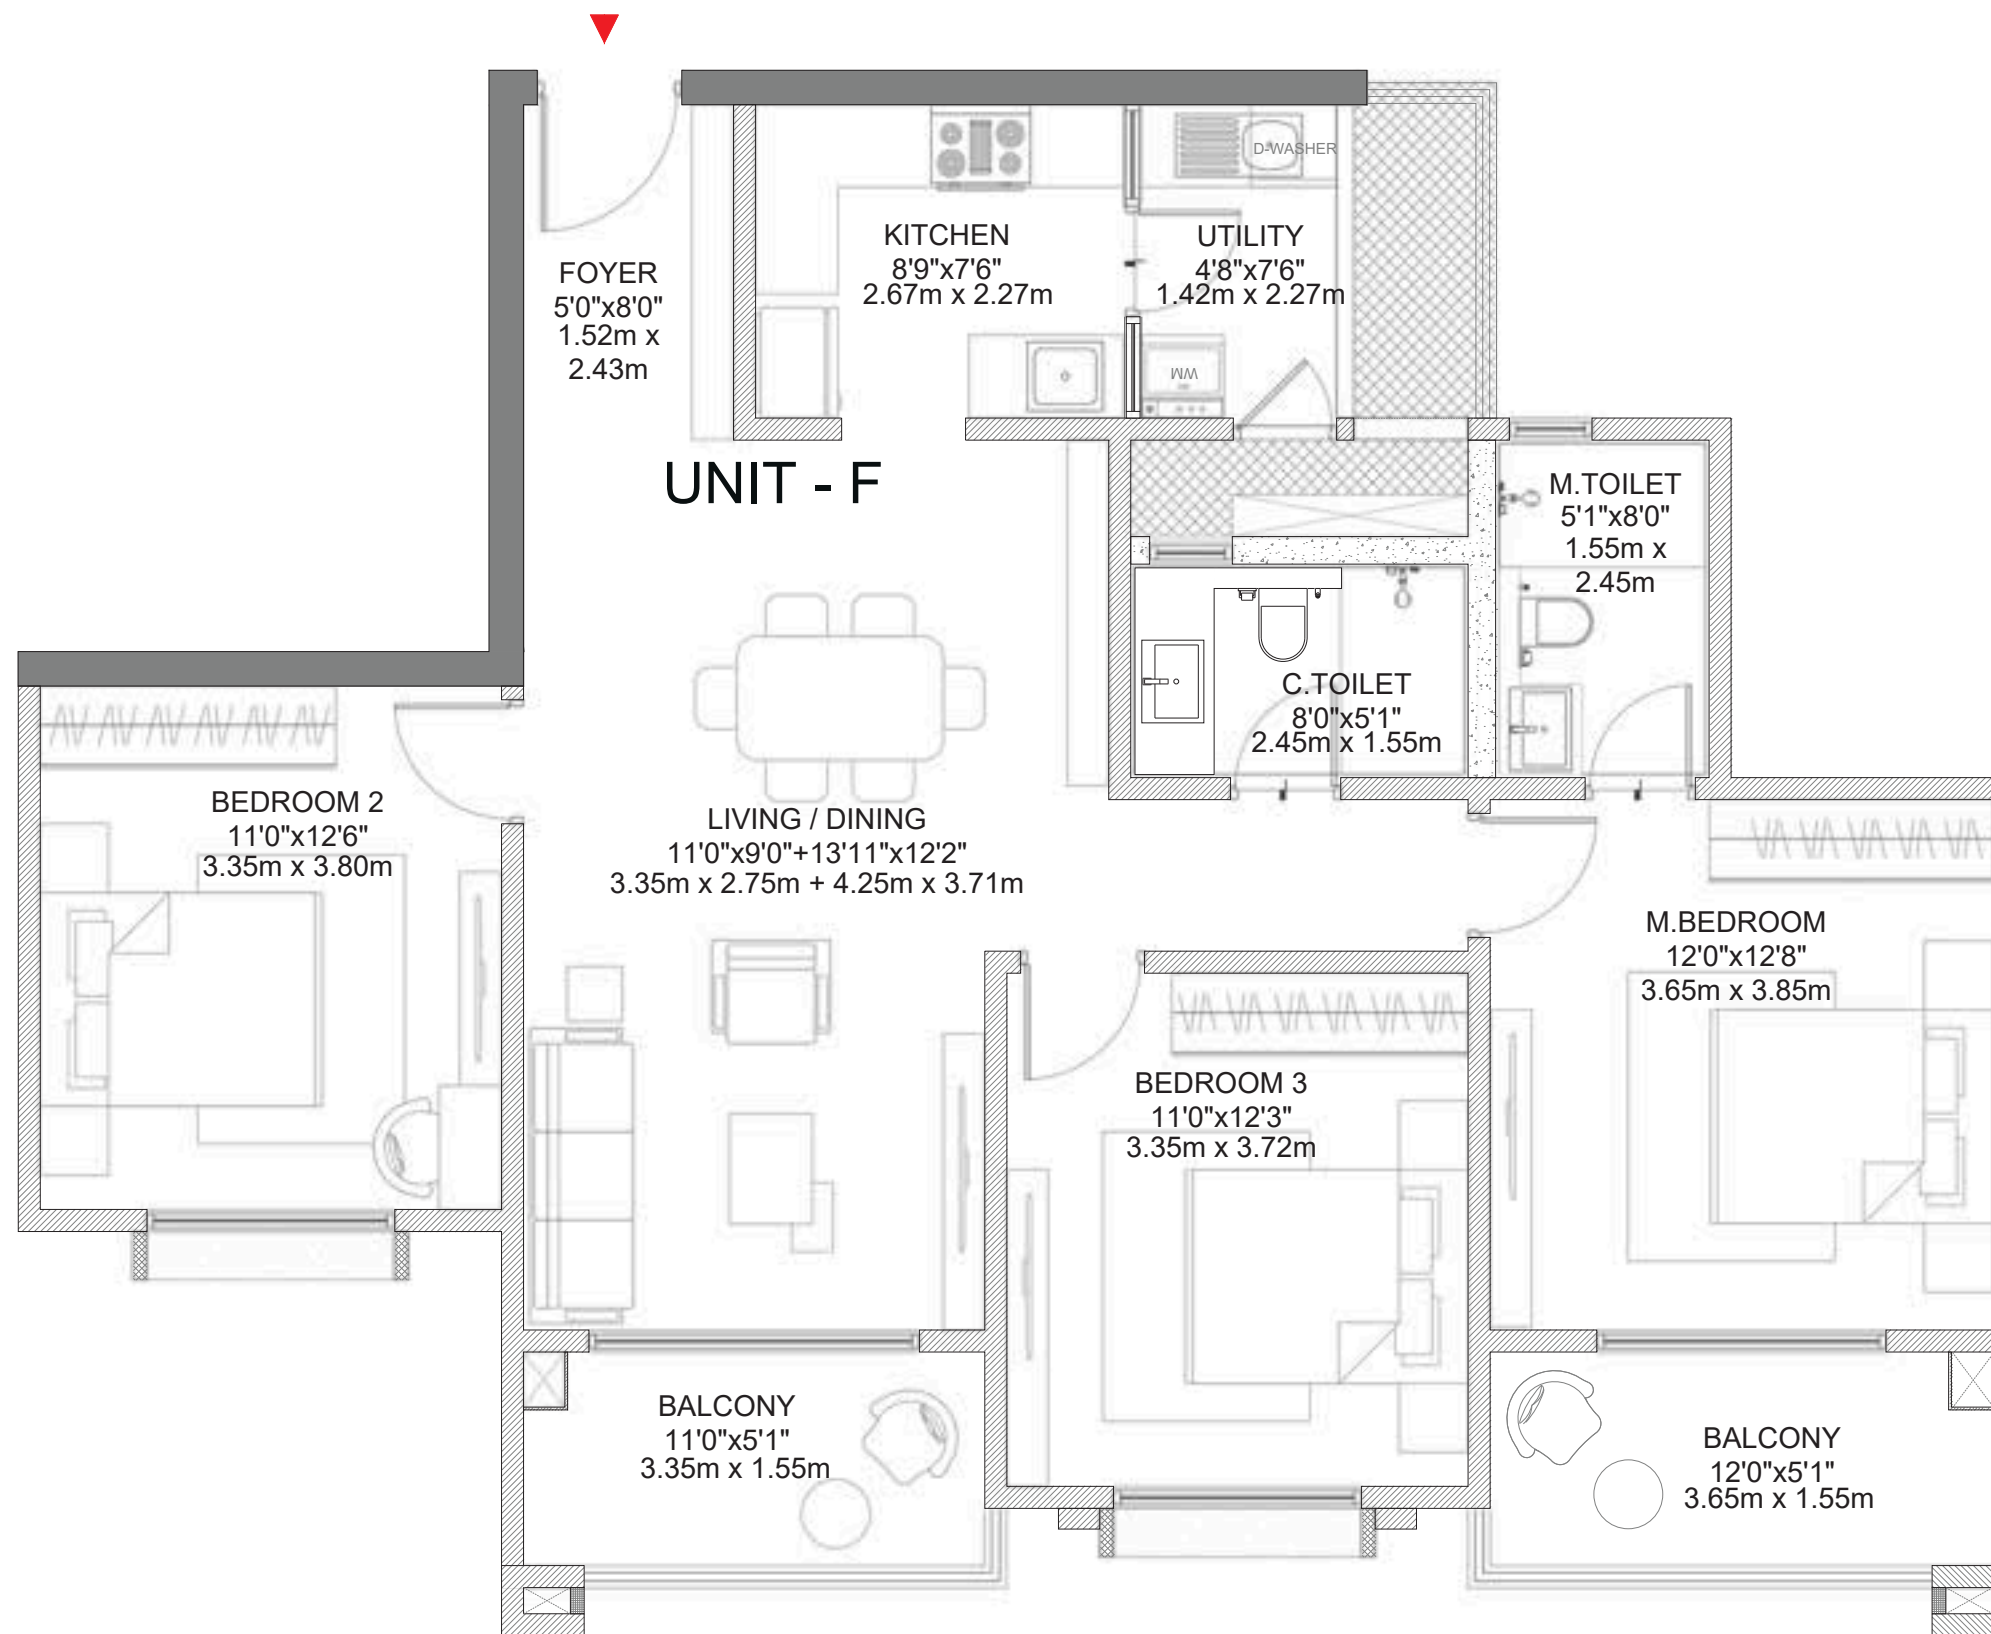 KITCHEN
8'9"x7'6"
2.67m x 2.27m
D-WASHER
UTILITY
4'8"x7'6"
1.42m x 2.27m
WM
FOYER
5'0"x8'0"
1.52m x
2.43m
UNIT - F
M.TOILET
5'1"x8'0"
1.55m x
2.45m
C.TOILET
8'0"x5'1"
2.45m x 1.55m
BEDROOM 2
11'0"x12'6"
3.35m x 3.80m
LIVING / DINING
11'0"x9'0"+13'11"x12'2"
3.35m x 2.75m + 4.25m x 3.71m
M.BEDROOM
12'0"x12'8"
3.65m x 3.85m
BEDROOM 3
11'0"x12'3"
3.35m x 3.72m
BALCONY
11'0"x5'1"
3.35m x 1.55m
BALCONY
12'0"x5'1"
3.65m x 1.55m